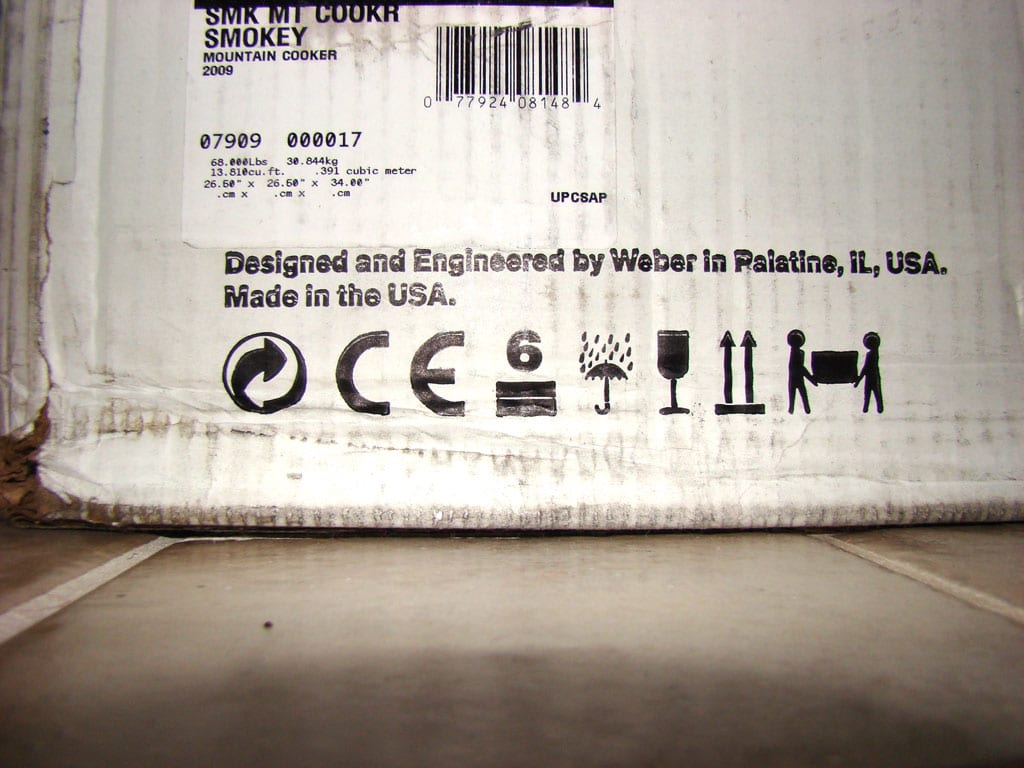 SMK MT COOKR
SMOKEY
MOUNTAIN COOKER
2009
0 77924 08148 4
07909 000017
68.000Lbs 30.844kg
13.810cu.ft. .391 cubic meter
26.50" x 26.50" x 34.00"
.cm x .cm x .cm
UPCSAP
Designed and Engineered by Weber in Palatine, IL, USA.
Made in the USA.
CE 6